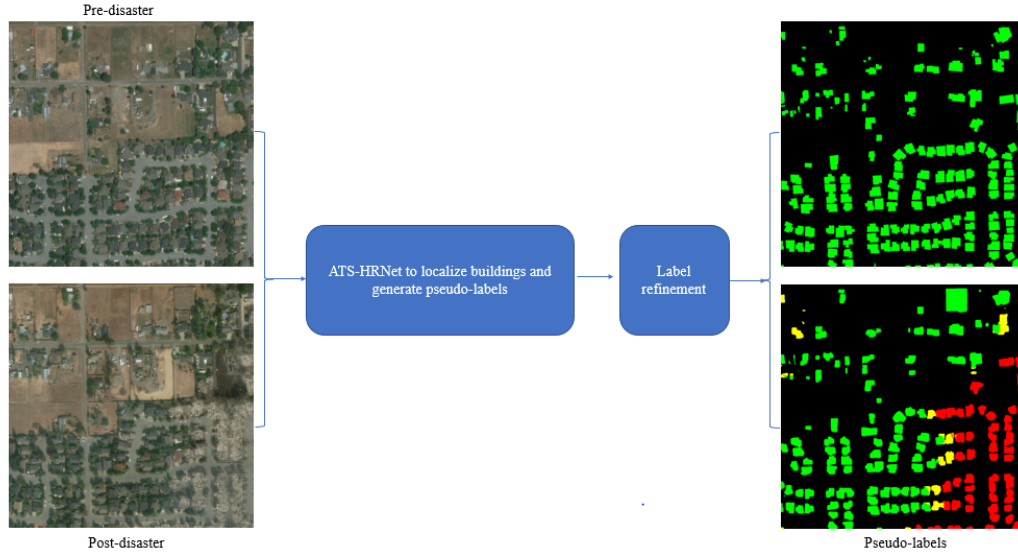 Pre-disaster
ATS-HRNet to localize buildings and
generate pseudo-labels
Label
refinement
Post-disaster
Pseudo-labels